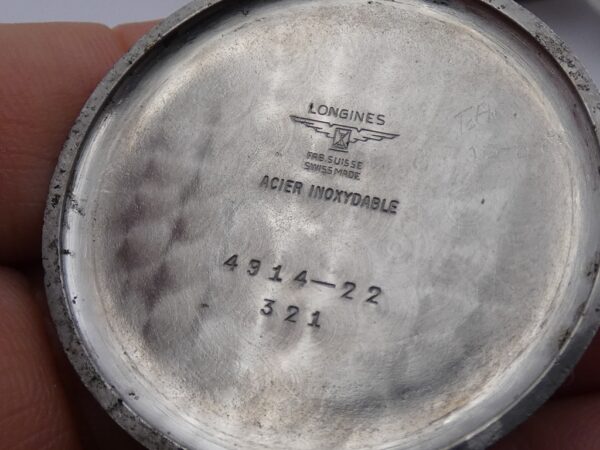 LONGINES
FAB. SUISSE
SWISS MADE
ACIER INOXYDABLE
4914-22
321